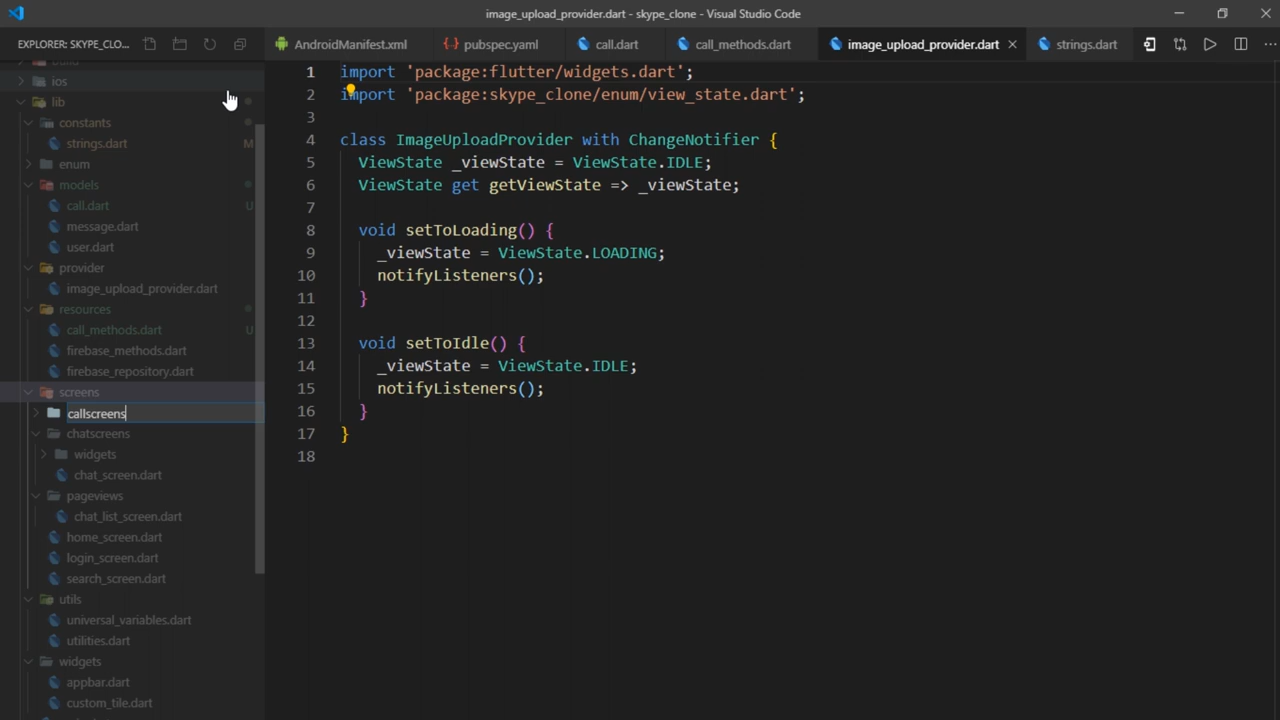 image_upload_provider.dart - skype_clone - Visual Studio Code
EXPLORER: SKYPE_CLO...
AndroidManifest.xml
pubspec.yaml
call.dart
call_methods.dart
image_upload_provider.dart
strings.dart
ios
lib
constants
strings.dart M
enum
models
call.dart U
message.dart
user.dart
provider
image_upload_provider.dart
resources
call_methods.dart U
firebase_methods.dart
firebase_repository.dart
screens
callscreens
chatscreens
widgets
chat_screen.dart
pageviews
chat_list_screen.dart
home_screen.dart
login_screen.dart
search_screen.dart
utils
universal_variables.dart
utilities.dart
widgets
appbar.dart
custom_tile.dart
1 import 'package:flutter/widgets.dart';
2 import 'package:skype_clone/enum/view_state.dart';
3
4 class ImageUploadProvider with ChangeNotifier {
5 ViewState _viewState = ViewState.IDLE;
6 ViewState get getViewState => _viewState;
7
8 void setToLoading() {
9 _viewState = ViewState.LOADING;
10 notifyListeners();
11 }
12
13 void setToIdle() {
14 _viewState = ViewState.IDLE;
15 notifyListeners();
16 }
17 }
18